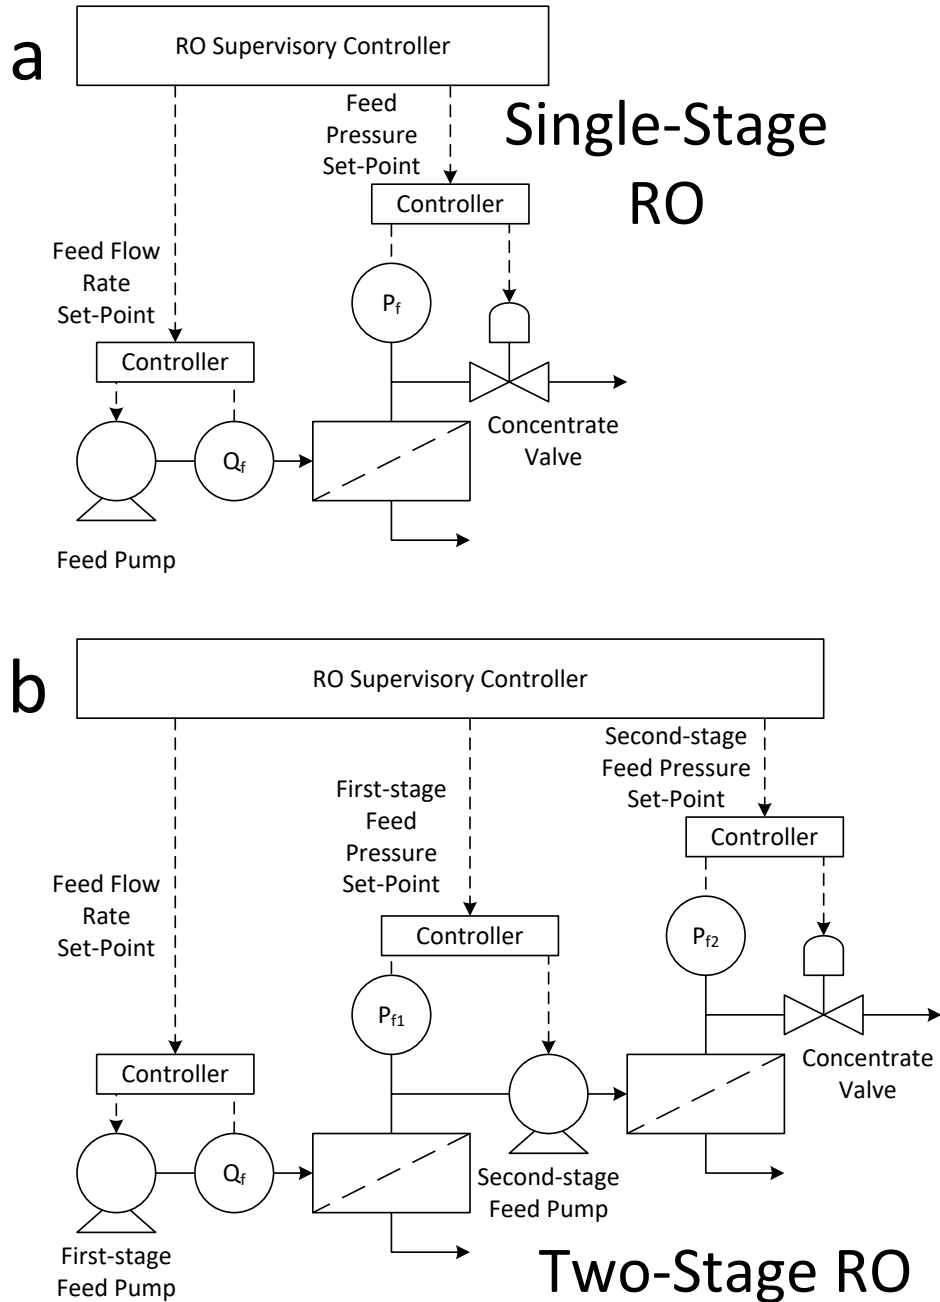 a
RO Supervisory Controller
Single-Stage
RO
Feed
Pressure
Set-Point
Controller
Feed Flow
Rate
Set-Point
Controller
Pf
Qf
Concentrate
Valve
Feed Pump
b
RO Supervisory Controller
Second-stage
Feed Pressure
Set-Point
First-stage
Feed
Pressure
Set-Point
Controller
Feed Flow
Rate
Set-Point
Controller
Pf2
Pf1
Controller
Concentrate
Valve
Qf
Second-stage
Feed Pump
First-stage
Feed Pump
Two-Stage RO